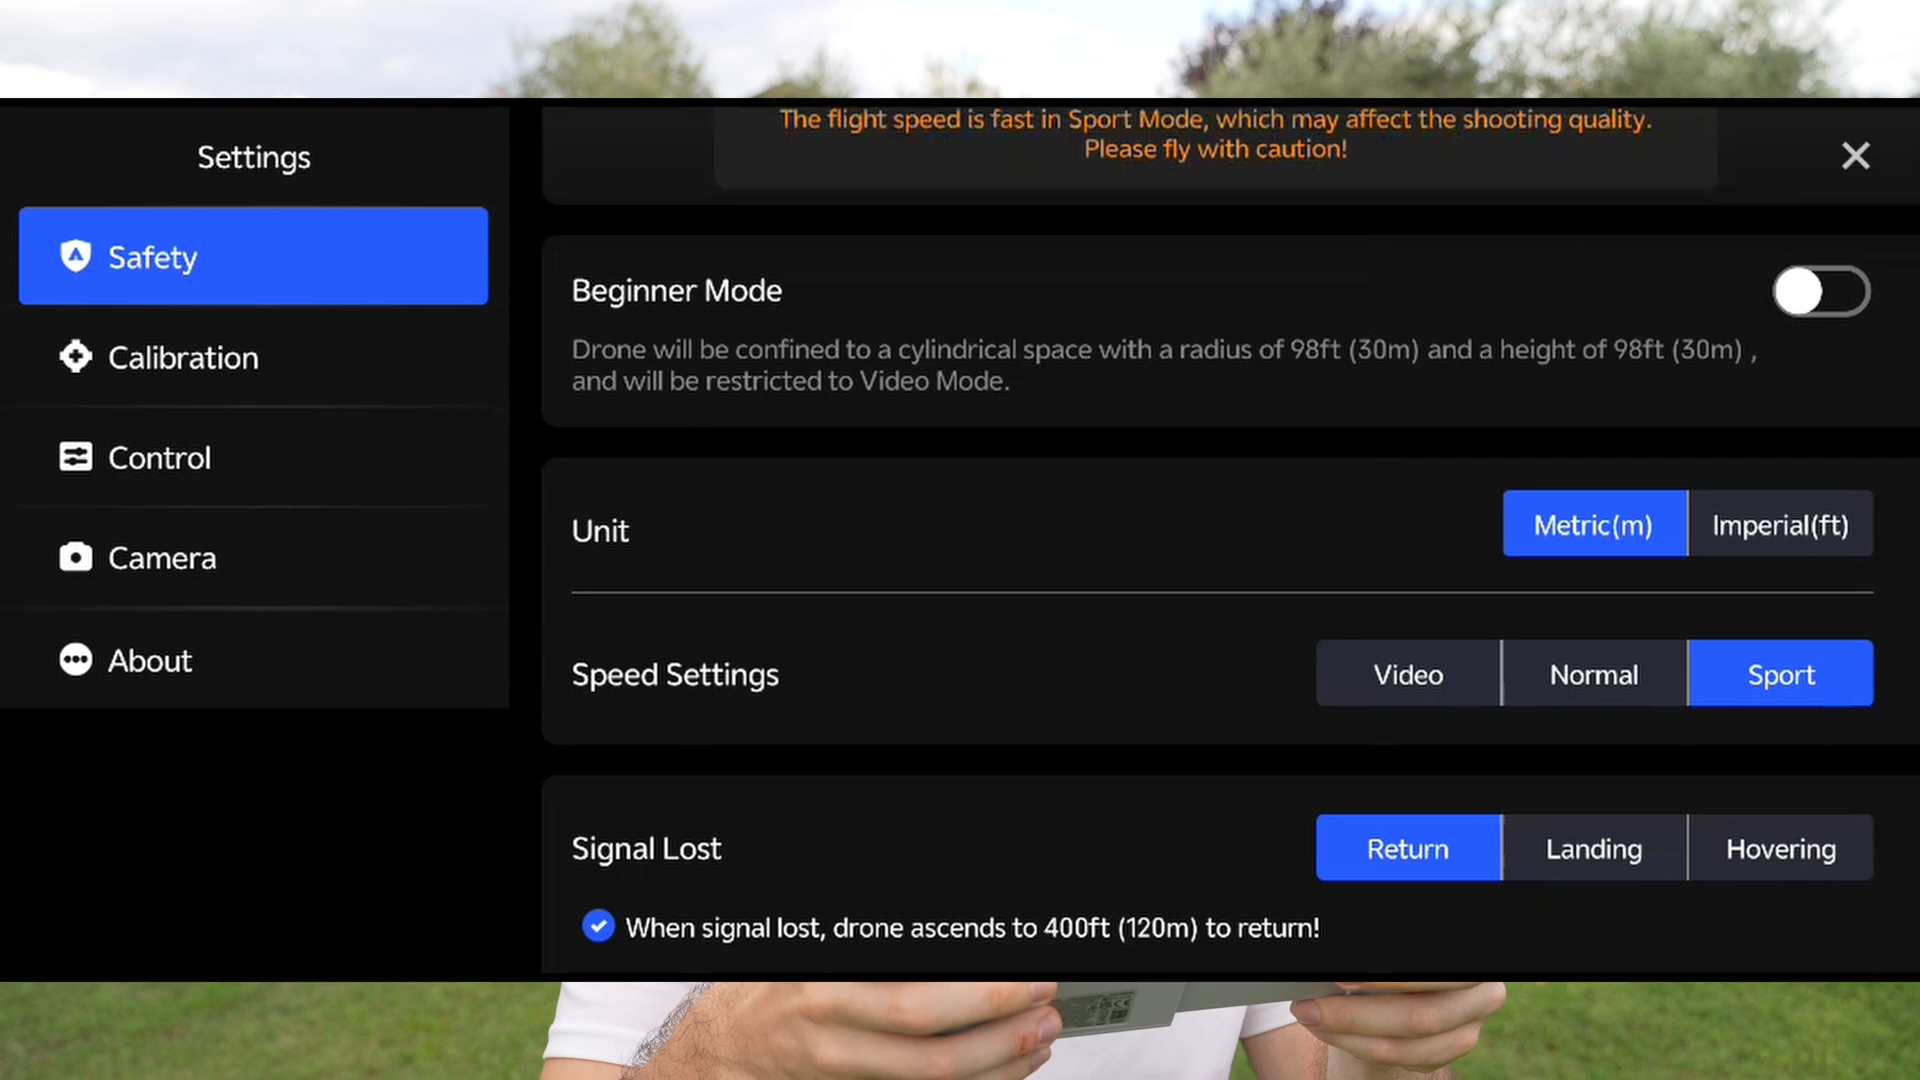 The flight speed is fast in Sport Mode, which may affect the shooting quality.
Please fly with caution!
Settings
Safety
Calibration
Control
Camera
About
Beginner Mode
Drone will be confined to a cylindrical space with a radius of 98ft (30m) and a height of 98ft (30m) ,
and will be restricted to Video Mode.
Unit
Metric(m)
Imperial(ft)
Speed Settings
Video
Normal
Sport
Signal Lost
Return
Landing
Hovering
When signal lost, drone ascends to 400ft (120m) to return!